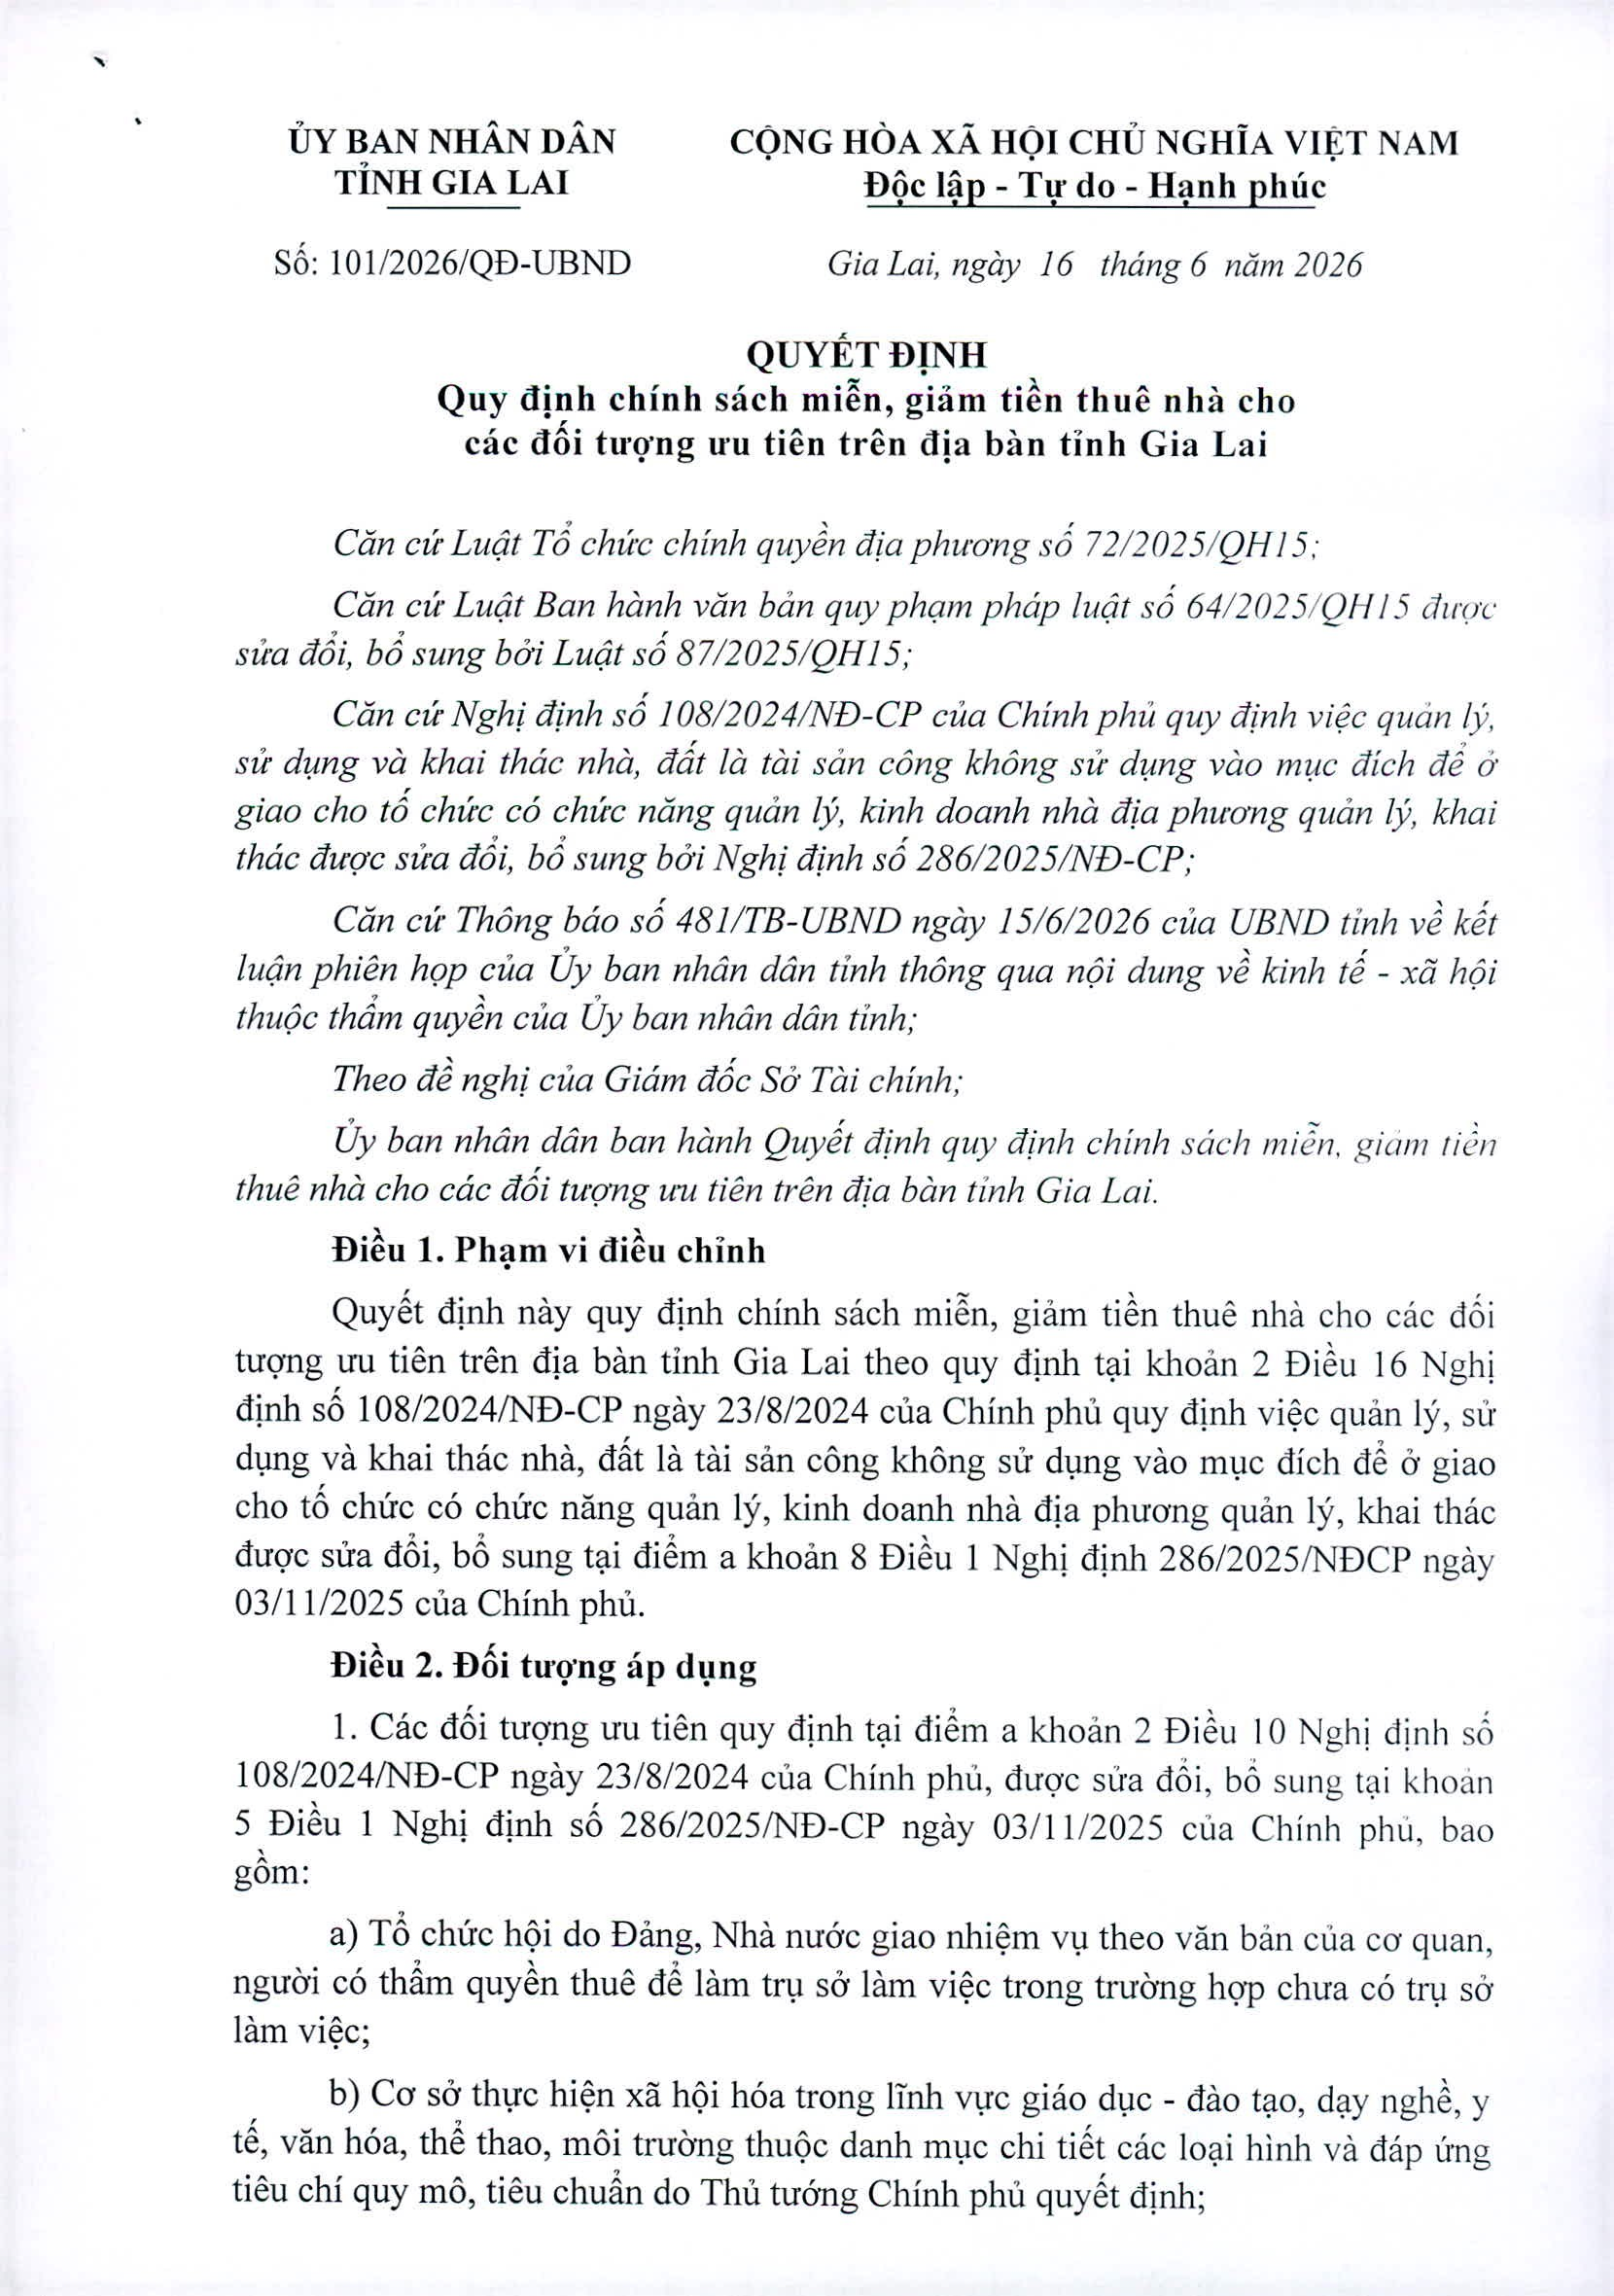 ỦY BAN NHÂN DÂN
TỈNH GIA LAI
CỘNG HÒA XÃ HỘI CHỦ NGHĨA VIỆT NAM
Độc lập - Tự do - Hạnh phúc
Số: 101/2026/QĐ-UBND
Gia Lai, ngày 16 tháng 6 năm 2026
QUYẾT ĐỊNH
Quy định chính sách miễn, giảm tiền thuê nhà cho
các đối tượng ưu tiên trên địa bàn tỉnh Gia Lai
Căn cứ Luật Tổ chức chính quyền địa phương số 72/2025/QH15;
Căn cứ Luật Ban hành văn bản quy phạm pháp luật số 64/2025/QH15 được
sửa đổi, bổ sung bởi Luật số 87/2025/QH15;
Căn cứ Nghị định số 108/2024/NĐ-CP của Chính phủ quy định việc quản lý,
sử dụng và khai thác nhà, đất là tài sản công không sử dụng vào mục đích để ở
giao cho tổ chức có chức năng quản lý, kinh doanh nhà địa phương quản lý, khai
thác được sửa đổi, bổ sung bởi Nghị định số 286/2025/NĐ-CP;
Căn cứ Thông báo số 481/TB-UBND ngày 15/6/2026 của UBND tỉnh về kết
luận phiên họp của Ủy ban nhân dân tỉnh thông qua nội dung về kinh tế - xã hội
thuộc thẩm quyền của Ủy ban nhân dân tỉnh;
Theo đề nghị của Giám đốc Sở Tài chính;
Ủy ban nhân dân ban hành Quyết định quy định chính sách miễn, giảm tiền
thuê nhà cho các đối tượng ưu tiên trên địa bàn tỉnh Gia Lai.
Điều 1. Phạm vi điều chỉnh
Quyết định này quy định chính sách miễn, giảm tiền thuê nhà cho các đối
tượng ưu tiên trên địa bàn tỉnh Gia Lai theo quy định tại khoản 2 Điều 16 Nghị
định số 108/2024/NĐ-CP ngày 23/8/2024 của Chính phủ quy định việc quản lý, sử
dụng và khai thác nhà, đất là tài sản công không sử dụng vào mục đích để ở giao
cho tổ chức có chức năng quản lý, kinh doanh nhà địa phương quản lý, khai thác
được sửa đổi, bổ sung tại điểm a khoản 8 Điều 1 Nghị định 286/2025/NĐCP ngày
03/11/2025 của Chính phủ.
Điều 2. Đối tượng áp dụng
1. Các đối tượng ưu tiên quy định tại điểm a khoản 2 Điều 10 Nghị định số
108/2024/NĐ-CP ngày 23/8/2024 của Chính phủ, được sửa đổi, bổ sung tại khoản
5 Điều 1 Nghị định số 286/2025/NĐ-CP ngày 03/11/2025 của Chính phủ, bao
gồm:
a) Tổ chức hội do Đảng, Nhà nước giao nhiệm vụ theo văn bản của cơ quan,
người có thẩm quyền thuê để làm trụ sở làm việc trong trường hợp chưa có trụ sở
làm việc;
b) Cơ sở thực hiện xã hội hóa trong lĩnh vực giáo dục - đào tạo, dạy nghề, y
tế, văn hóa, thể thao, môi trường thuộc danh mục chi tiết các loại hình và đáp ứng
tiêu chí quy mô, tiêu chuẩn do Thủ tướng Chính phủ quyết định;